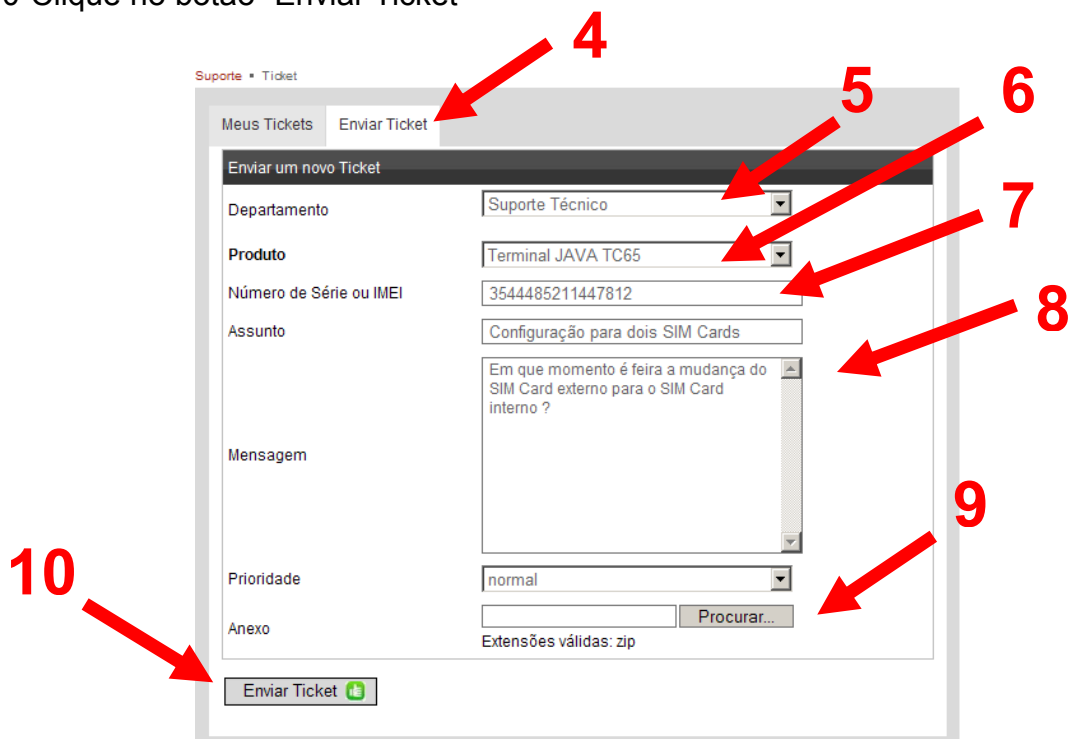 0 Clique no botão "Enviar Ticket"
4
Suporte ▪ Ticket
5
6
Meus Tickets Enviar Ticket
Enviar um novo Ticket
Departamento Suporte Técnico
7
Produto Terminal JAVA TC65
Número de Série ou IMEI 3544485211447812
8
Assunto Configuração para dois SIM Cards
Em que momento é feira a mudança do
SIM Card externo para o SIM Card
interno ?
Mensagem
9
10
Prioridade normal
Anexo Procurar...
Extensões válidas: zip
Enviar Ticket